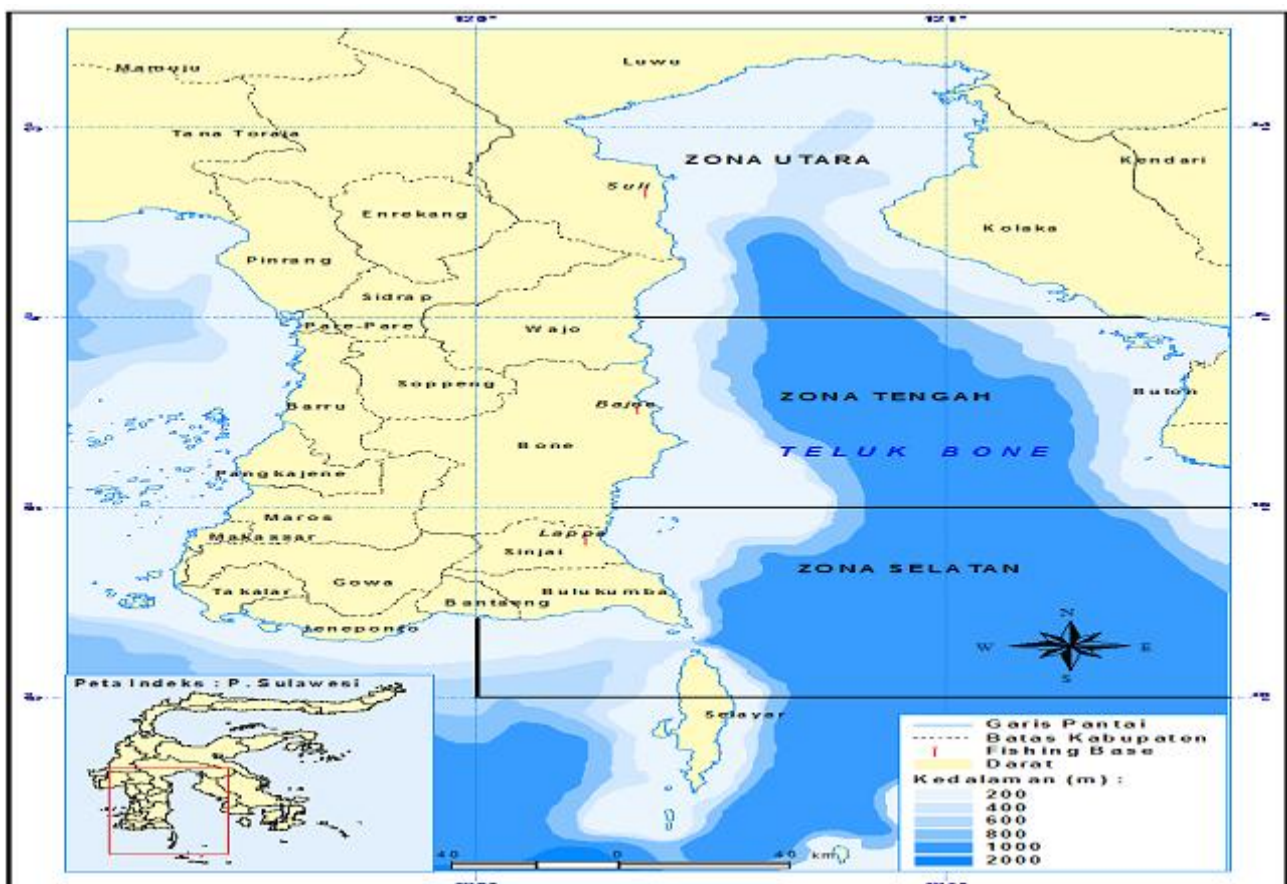 120° 121°
Mamuju
Luwu
Tana Toraja
ZONA UTARA
Kendari
Suli
Enrekang
Kolaka
Pinrang
Sidrap
Pare-Pare
Wajo
Soppeng
ZONA TENGAH
Buton
Barru
Bajoe
Bone
TELUK BONE
Pangkajene
Maros
Makassar
Lappa
Sinjai
ZONA SELATAN
Gowa
Takalar
Bulukumba
Bantaeng
Jeneponto
N
W E
S
Peta Indeks : P. Sulawesi
Selayar
Garis Pantai
Batas Kabupaten
Fishing Base
Darat
Kedalaman (m) :
200
400
600
800
1000
2000
40 0 40 km